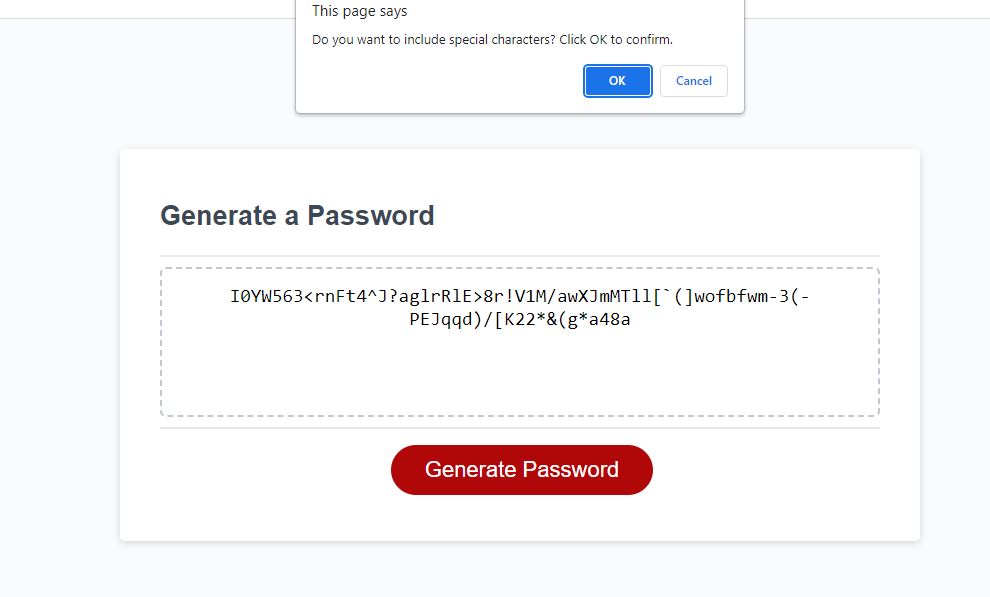 This page says
Do you want to include special characters? Click OK to confirm.
OK
Cancel
Generate a Password
I0YW563<rnFt4^J?aglrRlE>8r!V1M/awXJmMTll[`(]wofbfwm-3(-
PEJqqd)/[K22*&(g*a48a
Generate Password